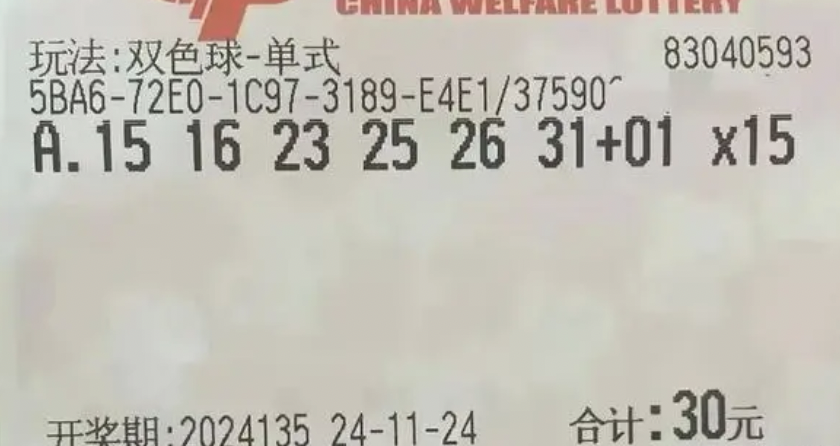 CHINA WELFARE LOTTERY
玩法:双色球-单式 83040593
5BA6-72E0-1C97-3189-E4E1/37590
A. 15 16 23 25 26 31+01 x15
开奖期:2024135 24-11-24 合计:30元